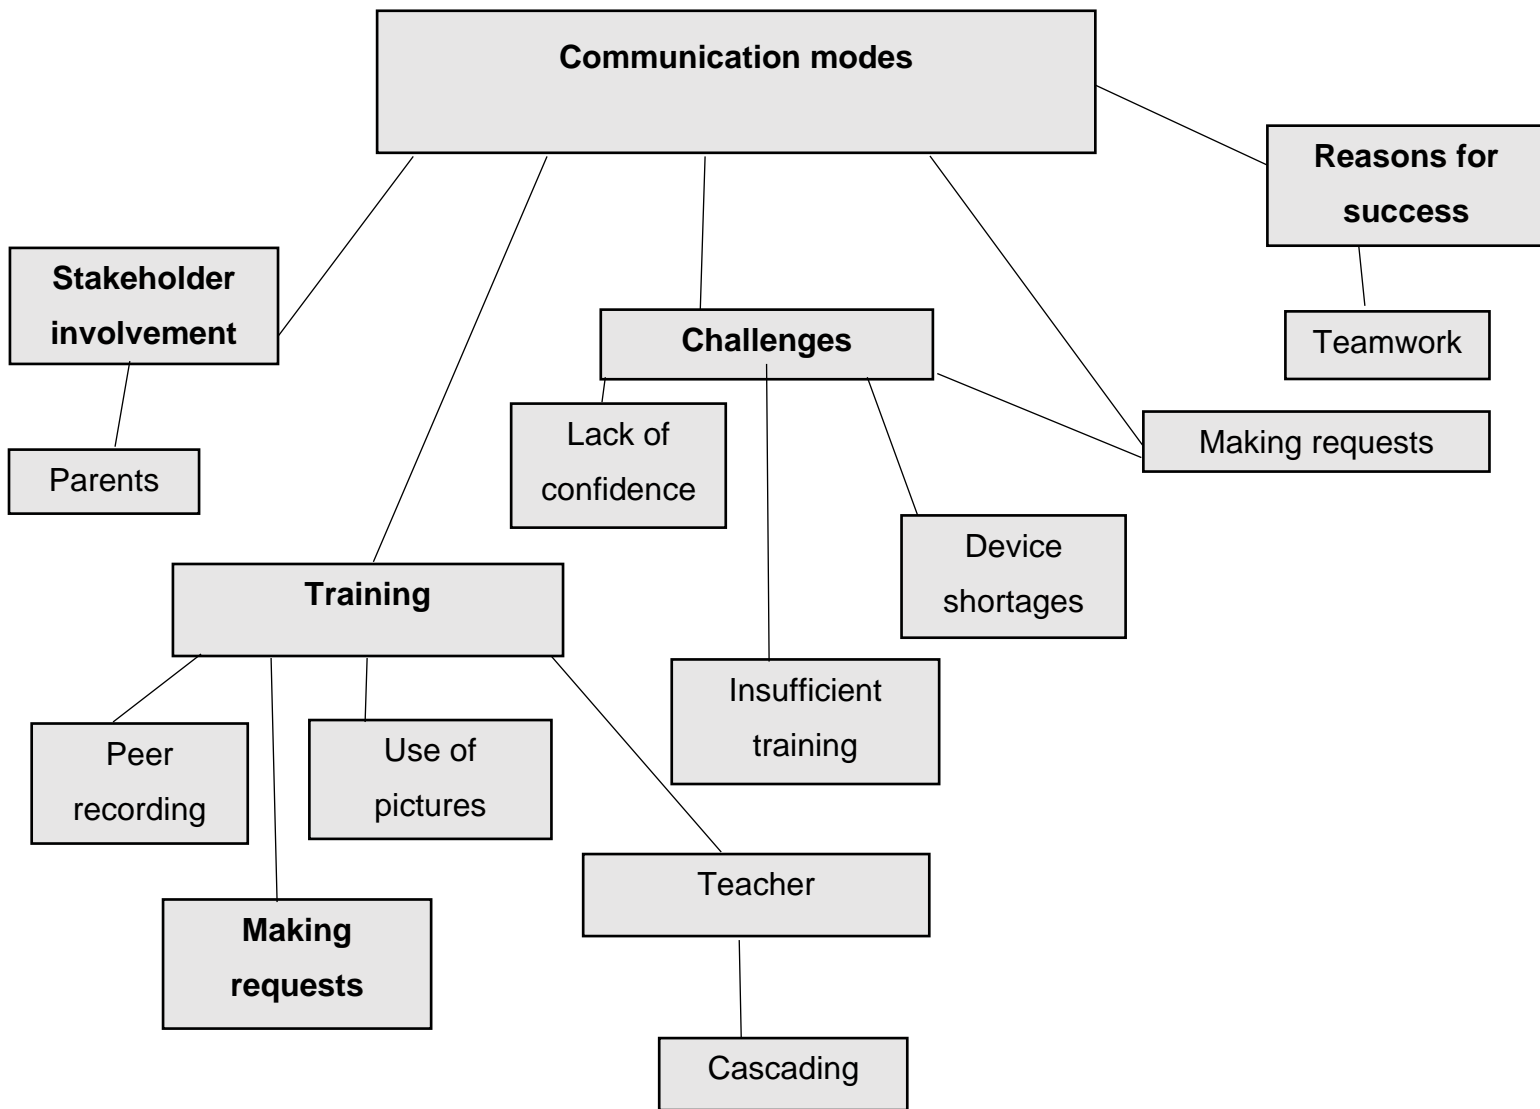 Communication modes
Reasons for
success
Stakeholder
involvement
Challenges
Teamwork
Making requests
Lack of
confidence
Parents
Device
shortages
Training
Insufficient
training
Peer
recording
Use of
pictures
Teacher
Making
requests
Cascading